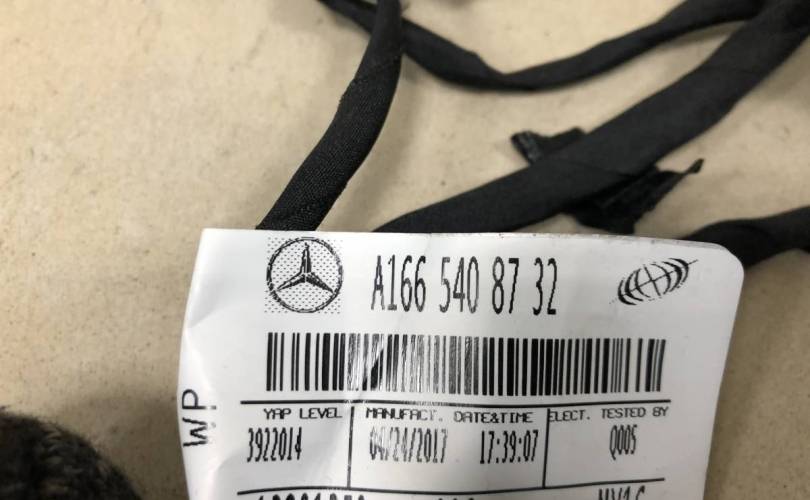 A166 540 87 32
WP
YAP LEVEL MANUFACT. DATE&TIME ELECT. TESTED BY
3922014 04/24/2017 17:39:07 Q005